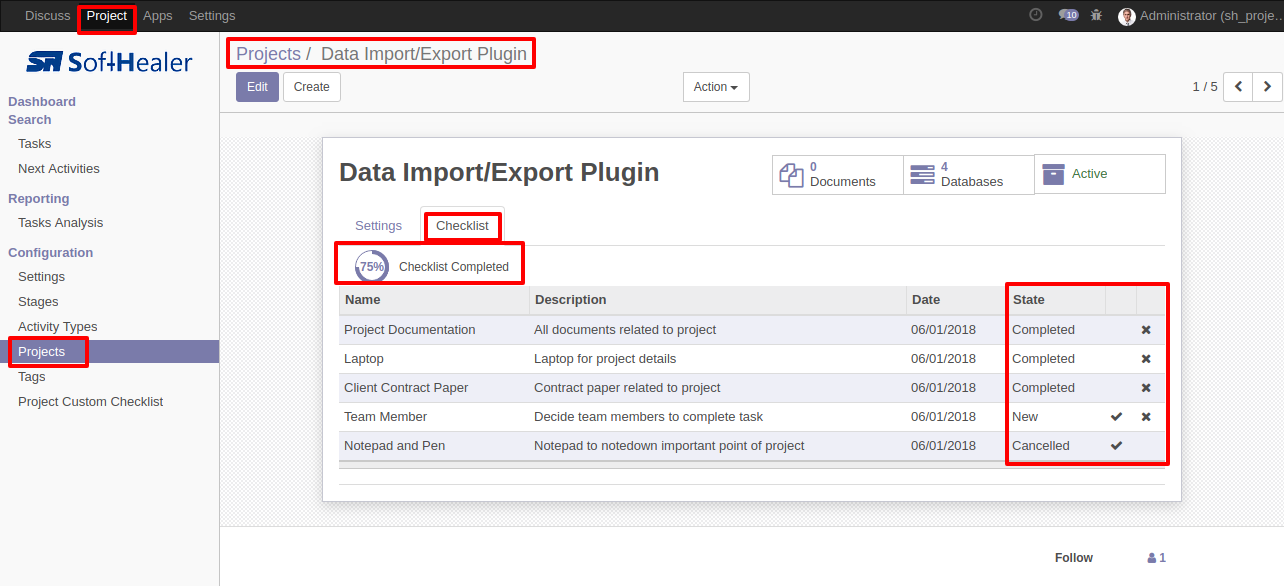 Discuss Project Apps Settings
10 Administrator (sh_proje...
SoftHealer
Dashboard
Search
Tasks
Next Activities
Reporting
Tasks Analysis
Configuration
Settings
Stages
Activity Types
Projects
Tags
Project Custom Checklist
Projects / Data Import/Export Plugin
Edit Create Action 1 / 5
Data Import/Export Plugin
0 Documents
4 Databases
Active
Settings Checklist
75% Checklist Completed
Name Description Date State
Project Documentation All documents related to project 06/01/2018 Completed
Laptop Laptop for project details 06/01/2018 Completed
Client Contract Paper Contract paper related to project 06/01/2018 Completed
Team Member Decide team members to complete task 06/01/2018 New
Notepad and Pen Notepad to notedown important point of project 06/01/2018 Cancelled
Follow 1